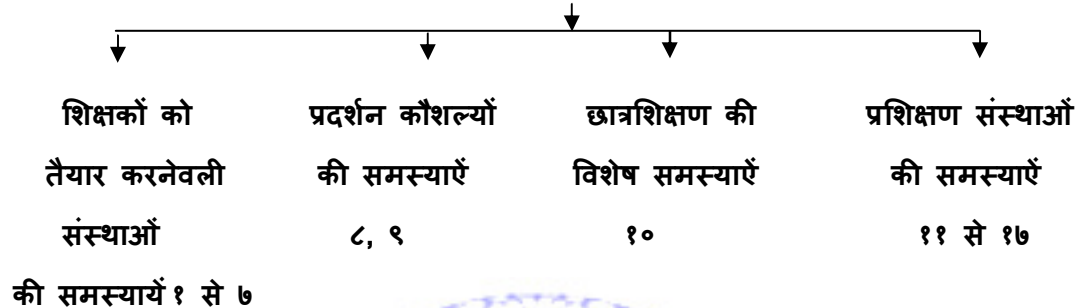 शिक्षकों को
तैयार करनेवली
संस्थाओं
की समस्यायें १ से ७
प्रदर्शन कौशल्यों
की समस्याऐं
८, ९
छात्रशिक्षण की
विशेष समस्याऐं
१०
प्रशिक्षण संस्थाओं
की समस्याऐं
११ से १७